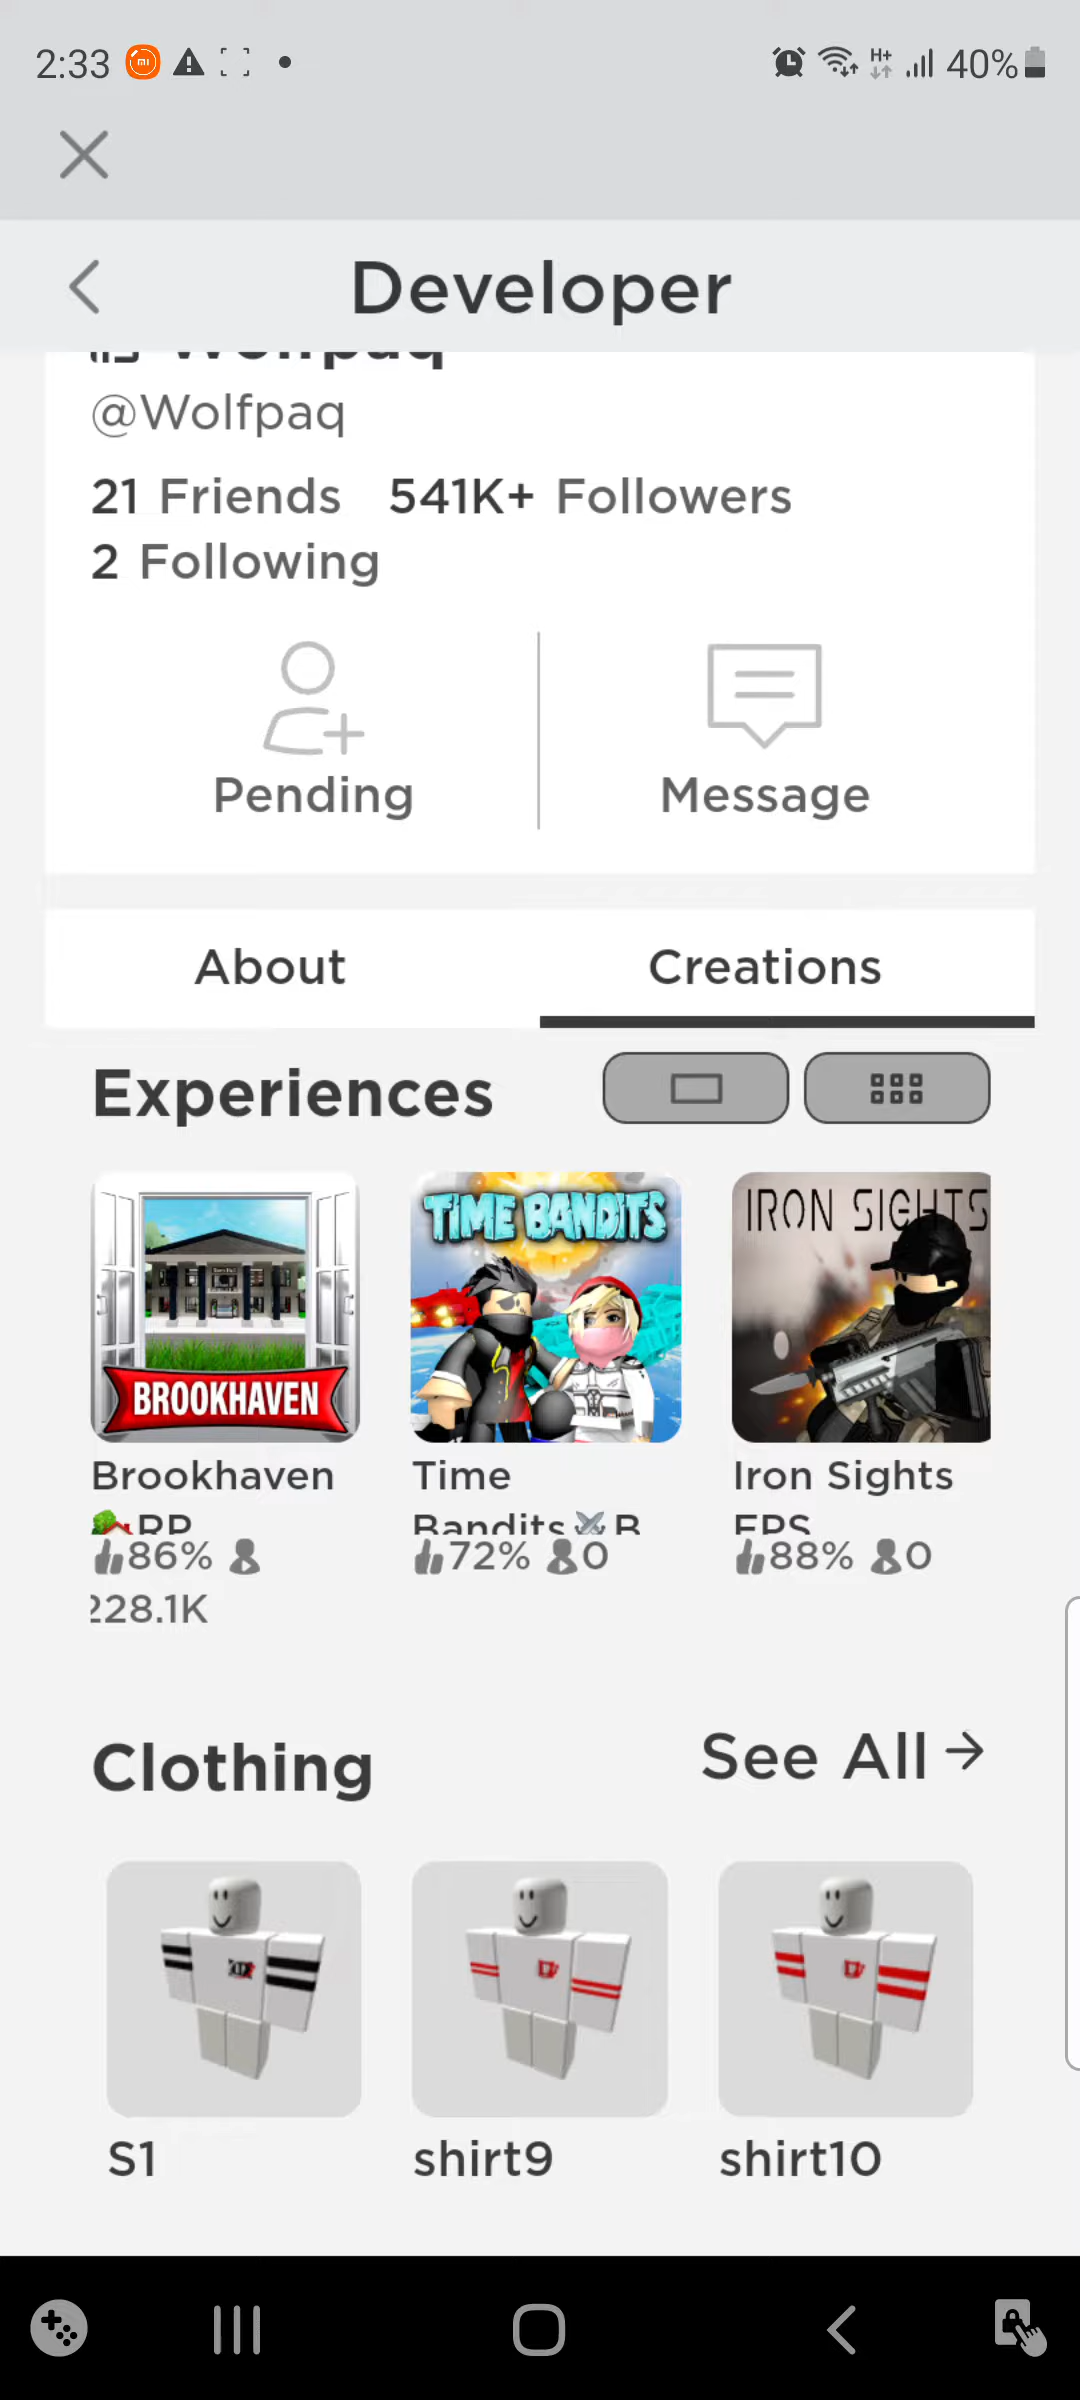 2:33
H+
40%
Developer
Wolfpaq
@Wolfpaq
21 Friends 541K+ Followers
2 Following
Pending
Message
About
Creations
Experiences
TIME BANDITS
IRON SIGHTS
BROOKHAVEN
Brookhaven
🏡RP
86%
228.1K
Time
Bandits⚔️B
72% 0
Iron Sights
FPS
88% 0
Clothing
See All →
S1
shirt9
shirt10